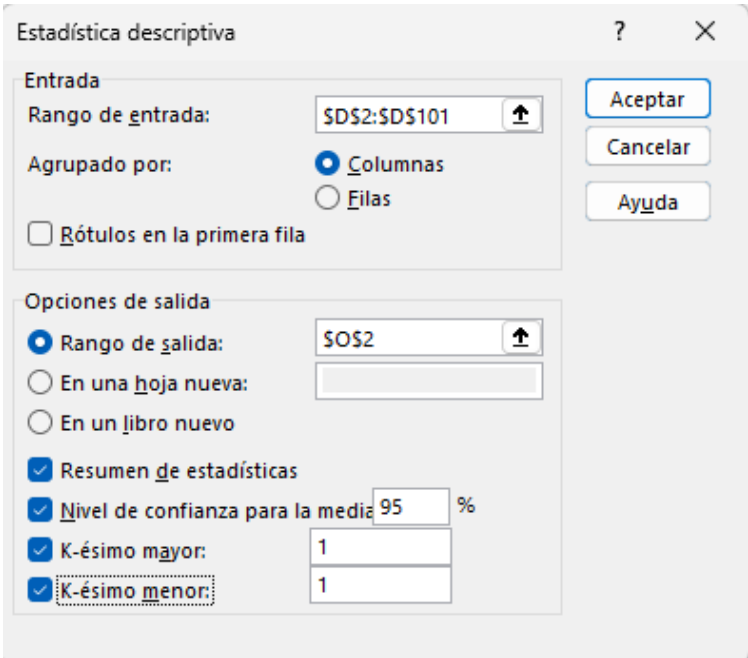 Estadística descriptiva ? ×
Entrada
Rango de entrada: $D$2:$D$101
Agrupado por: Columnas
Filas
Rótulos en la primera fila
Aceptar
Cancelar
Ayuda
Opciones de salida
Rango de salida: $O$2
En una hoja nueva:
En un libro nuevo
Resumen de estadísticas
Nivel de confianza para la media 95 %
K-ésimo mayor: 1
K-ésimo menor: 1